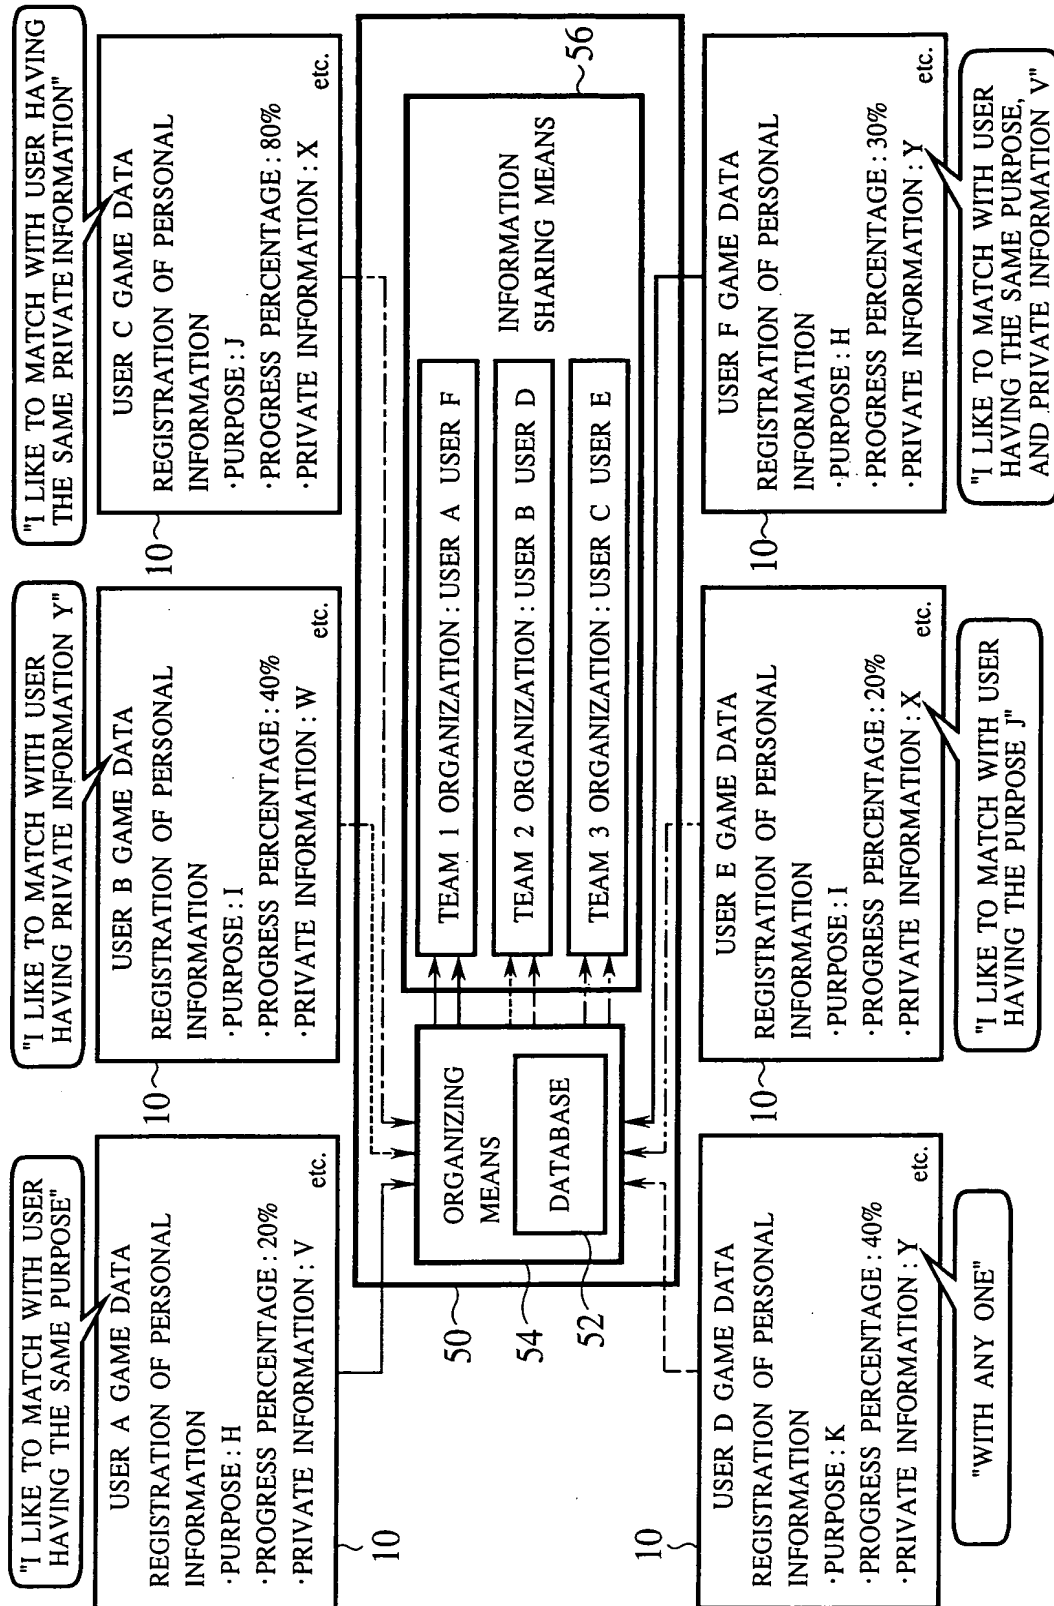 "I LIKE TO MATCH WITH USER
HAVING THE SAME PURPOSE"
USER A GAME DATA
REGISTRATION OF PERSONAL
INFORMATION
·PURPOSE : H
·PROGRESS PERCENTAGE : 20%
·PRIVATE INFORMATION : V
etc.
10
"I LIKE TO MATCH WITH USER
HAVING PRIVATE INFORMATION Y"
USER B GAME DATA
REGISTRATION OF PERSONAL
INFORMATION
·PURPOSE : I
·PROGRESS PERCENTAGE : 40%
·PRIVATE INFORMATION : W
etc.
10
"I LIKE TO MATCH WITH USER HAVING
THE SAME PRIVATE INFORMATION"
USER C GAME DATA
REGISTRATION OF PERSONAL
INFORMATION
·PURPOSE : J
·PROGRESS PERCENTAGE : 80%
·PRIVATE INFORMATION : X
etc.
10
50
54
52
ORGANIZING
MEANS
DATABASE
TEAM 1 ORGANIZATION : USER A USER F
TEAM 2 ORGANIZATION : USER B USER D
TEAM 3 ORGANIZATION : USER C USER E
INFORMATION
SHARING MEANS
56
10
USER D GAME DATA
REGISTRATION OF PERSONAL
INFORMATION
·PURPOSE : K
·PROGRESS PERCENTAGE : 40%
·PRIVATE INFORMATION : Y
etc.
"WITH ANY ONE"
10
USER E GAME DATA
REGISTRATION OF PERSONAL
INFORMATION
·PURPOSE : I
·PROGRESS PERCENTAGE : 20%
·PRIVATE INFORMATION : X
etc.
"I LIKE TO MATCH WITH USER
HAVING THE PURPOSE J"
10
USER F GAME DATA
REGISTRATION OF PERSONAL
INFORMATION
·PURPOSE : H
·PROGRESS PERCENTAGE : 30%
·PRIVATE INFORMATION : Y
etc.
"I LIKE TO MATCH WITH USER
HAVING THE SAME PURPOSE,
AND PRIVATE INFORMATION V"